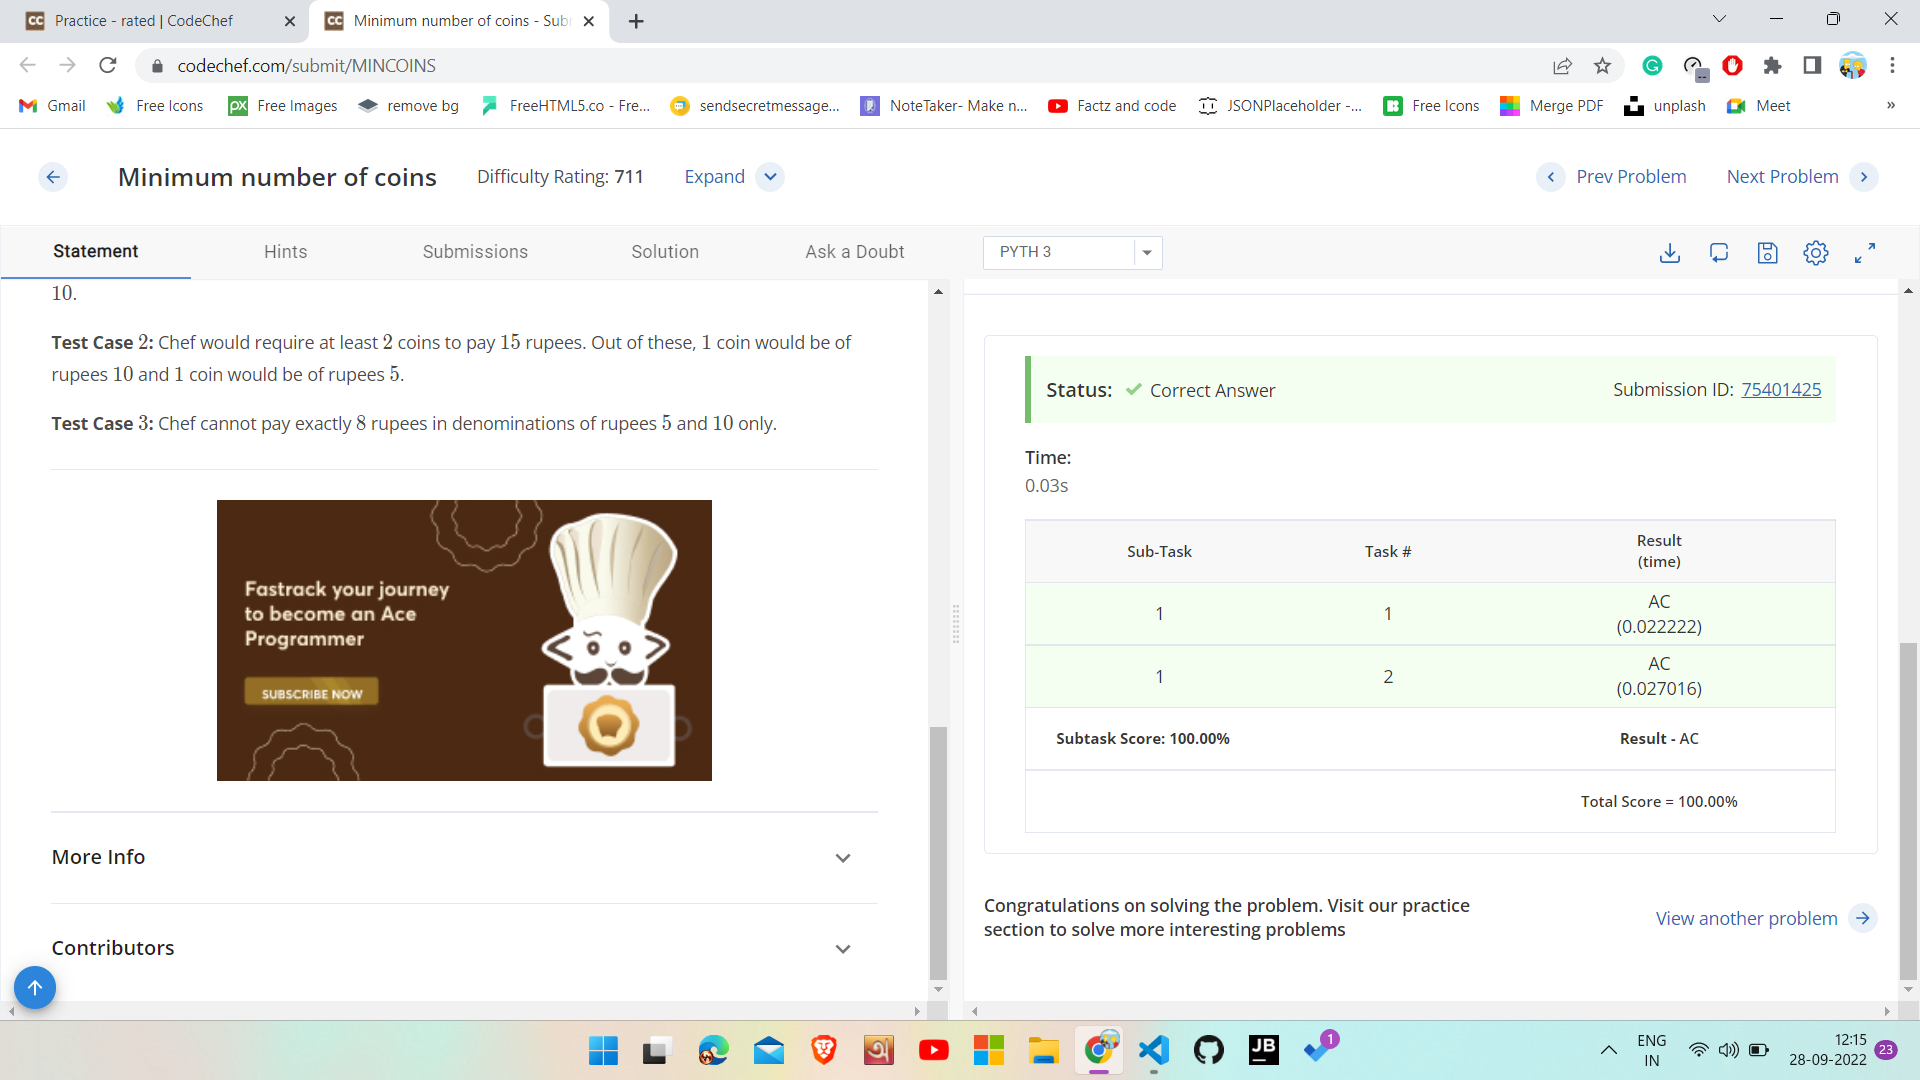 Practice - rated | CodeChef
Minimum number of coins - Sub
codechef.com/submit/MINCOINS
Gmail
Free Icons
Free Images
remove bg
FreeHTML5.co - Fre...
sendsecretmessage...
NoteTaker- Make n...
Factz and code
JSONPlaceholder -...
Free Icons
Merge PDF
unplash
Meet
»
Minimum number of coins
Difficulty Rating: 711
Expand
Prev Problem
Next Problem
Statement
Hints
Submissions
Solution
Ask a Doubt
PYTH 3
10.
Test Case 2: Chef would require at least 2 coins to pay 15 rupees. Out of these, 1 coin would be of
rupees 10 and 1 coin would be of rupees 5.
Test Case 3: Chef cannot pay exactly 8 rupees in denominations of rupees 5 and 10 only.
Fastrack your journey
to become an Ace
Programmer
SUBSCRIBE NOW
More Info
Contributors
Status: Correct Answer
Submission ID: 75401425
Time:
0.03s
Sub-Task Task # Result
(time)
1 1 AC
(0.022222)
1 2 AC
(0.027016)
Subtask Score: 100.00% Result - AC
Total Score = 100.00%
Congratulations on solving the problem. Visit our practice
section to solve more interesting problems
View another problem
JB
1
ENG
IN
12:15
28-09-2022
23